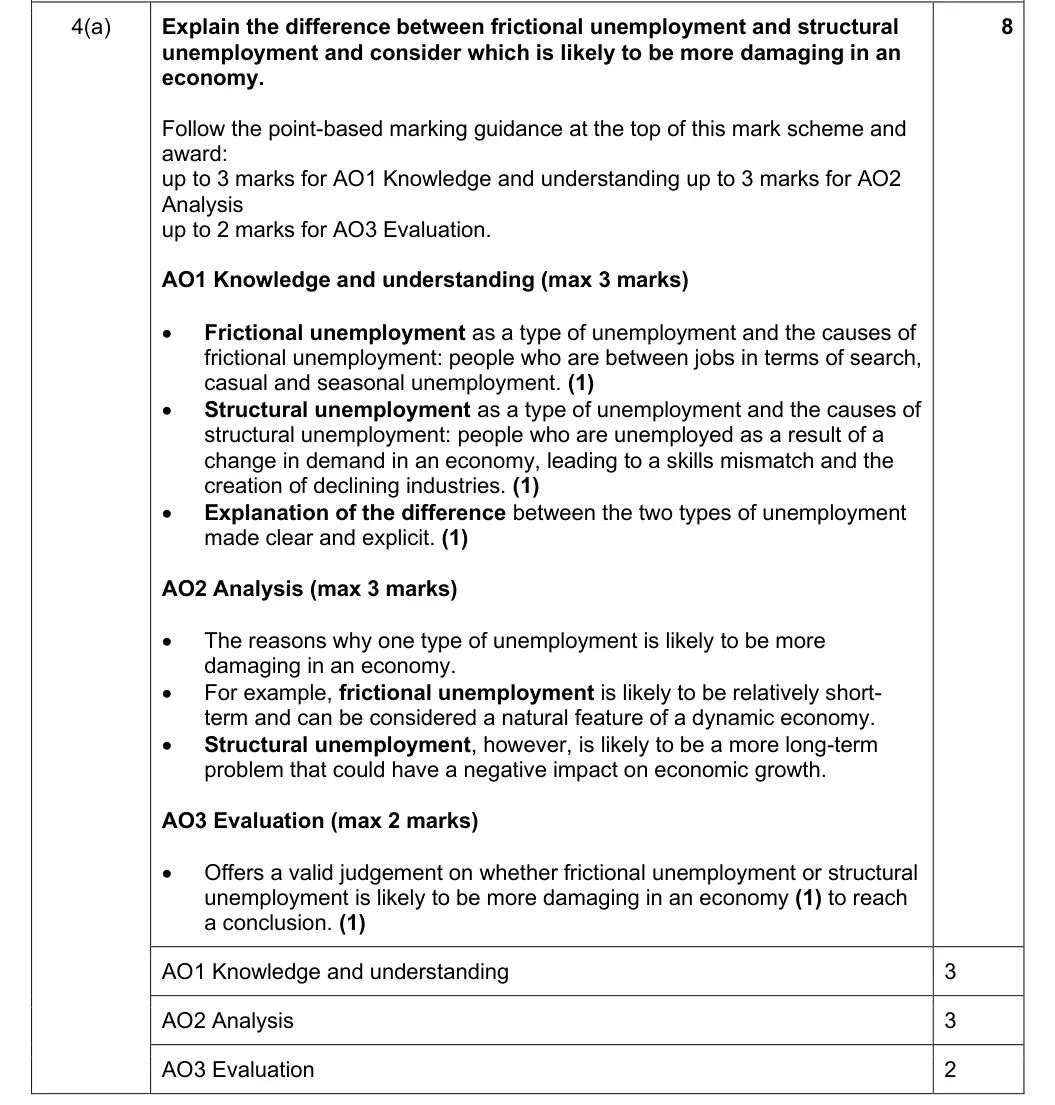 4(a)
Explain the difference between frictional unemployment and structural
unemployment and consider which is likely to be more damaging in an
economy.
8
Follow the point-based marking guidance at the top of this mark scheme and
award:
up to 3 marks for AO1 Knowledge and understanding up to 3 marks for AO2
Analysis
up to 2 marks for AO3 Evaluation.
AO1 Knowledge and understanding (max 3 marks)
• Frictional unemployment as a type of unemployment and the causes of
frictional unemployment: people who are between jobs in terms of search,
casual and seasonal unemployment. (1)
• Structural unemployment as a type of unemployment and the causes of
structural unemployment: people who are unemployed as a result of a
change in demand in an economy, leading to a skills mismatch and the
creation of declining industries. (1)
• Explanation of the difference between the two types of unemployment
made clear and explicit. (1)
AO2 Analysis (max 3 marks)
• The reasons why one type of unemployment is likely to be more
damaging in an economy.
• For example, frictional unemployment is likely to be relatively short-
term and can be considered a natural feature of a dynamic economy.
• Structural unemployment, however, is likely to be a more long-term
problem that could have a negative impact on economic growth.
AO3 Evaluation (max 2 marks)
• Offers a valid judgement on whether frictional unemployment or structural
unemployment is likely to be more damaging in an economy (1) to reach
a conclusion. (1)
AO1 Knowledge and understanding 3
AO2 Analysis 3
AO3 Evaluation 2